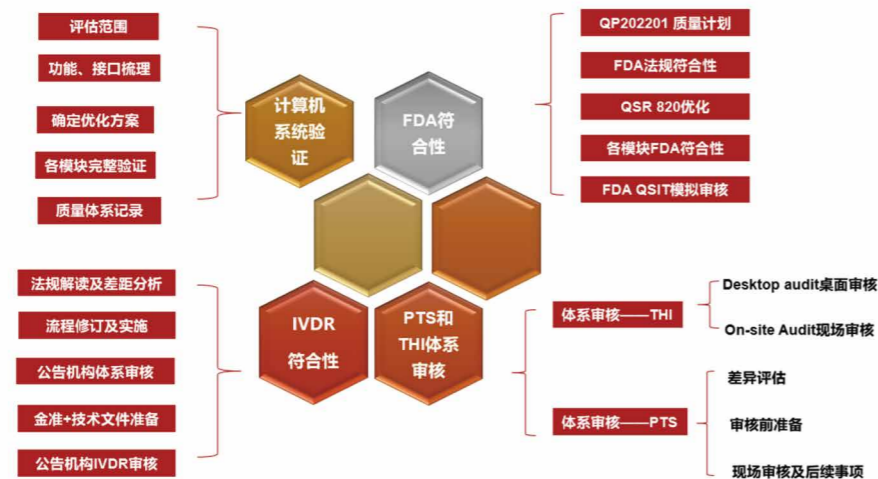 评估范围
功能、接口梳理
确定优化方案
各模块完整验证
质量体系记录
计算机
系统验
证
FDA符
合性
QP202201 质量计划
FDA法规符合性
QSR 820优化
各模块FDA符合性
FDA QSIT模拟审核
法规解读及差距分析
流程修订及实施
公告机构体系审核
金准+技术文件准备
公告机构IVDR审核
IVDR
符合性
PTS和
THI体系
审核
体系审核——THI
Desktop audit桌面审核
On-site Audit现场审核
体系审核——PTS
差异评估
审核前准备
现场审核及后续事项